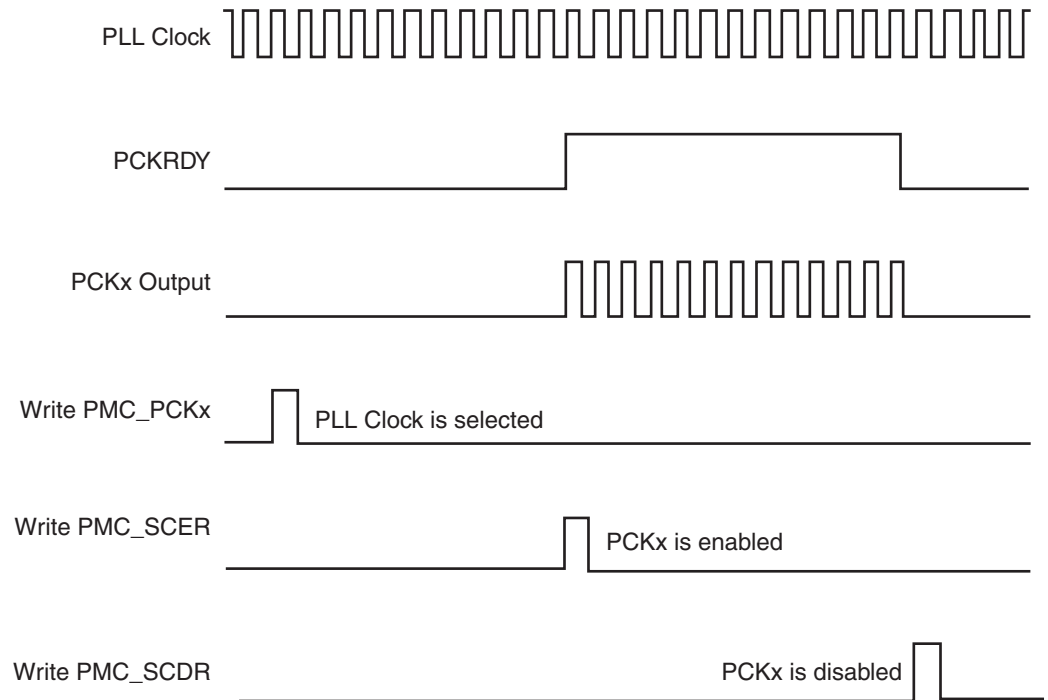 PLL Clock
PCKRDY
PCKx Output
Write PMC_PCKx
PLL Clock is selected
Write PMC_SCER
PCKx is enabled
Write PMC_SCDR
PCKx is disabled